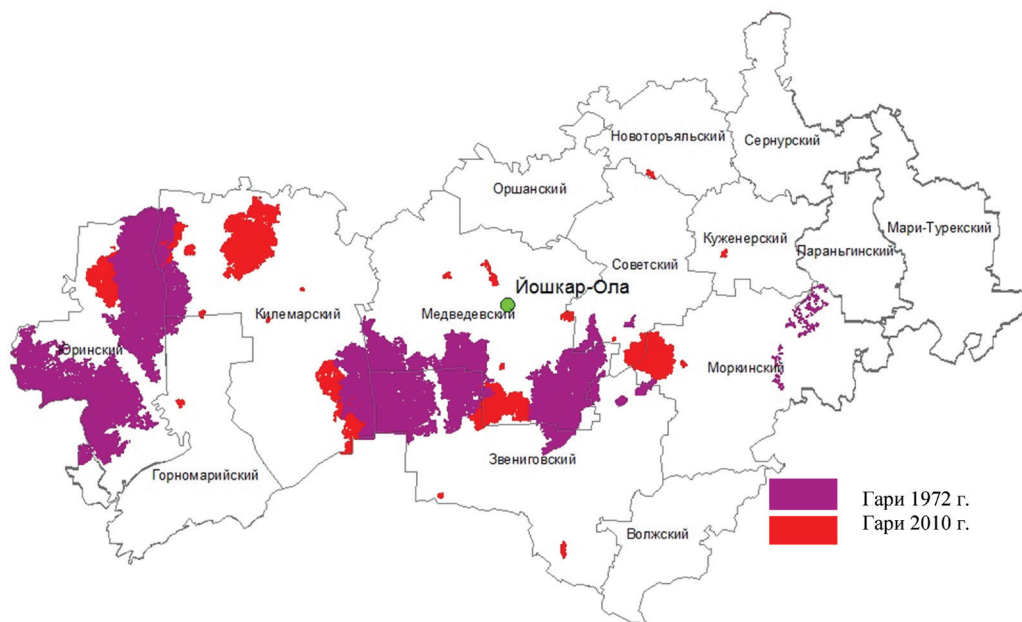 Новоторъяльский
Сернурский
Оршанский
Куженерский
Мари-Турекский
Параньгинский
Советский
Йошкар-Ола
Килемарский
Медведевский
Юринский
Моркинский
Звениговский
Горномарийский
Гари 1972 г.
Гари 2010 г.
Волжский